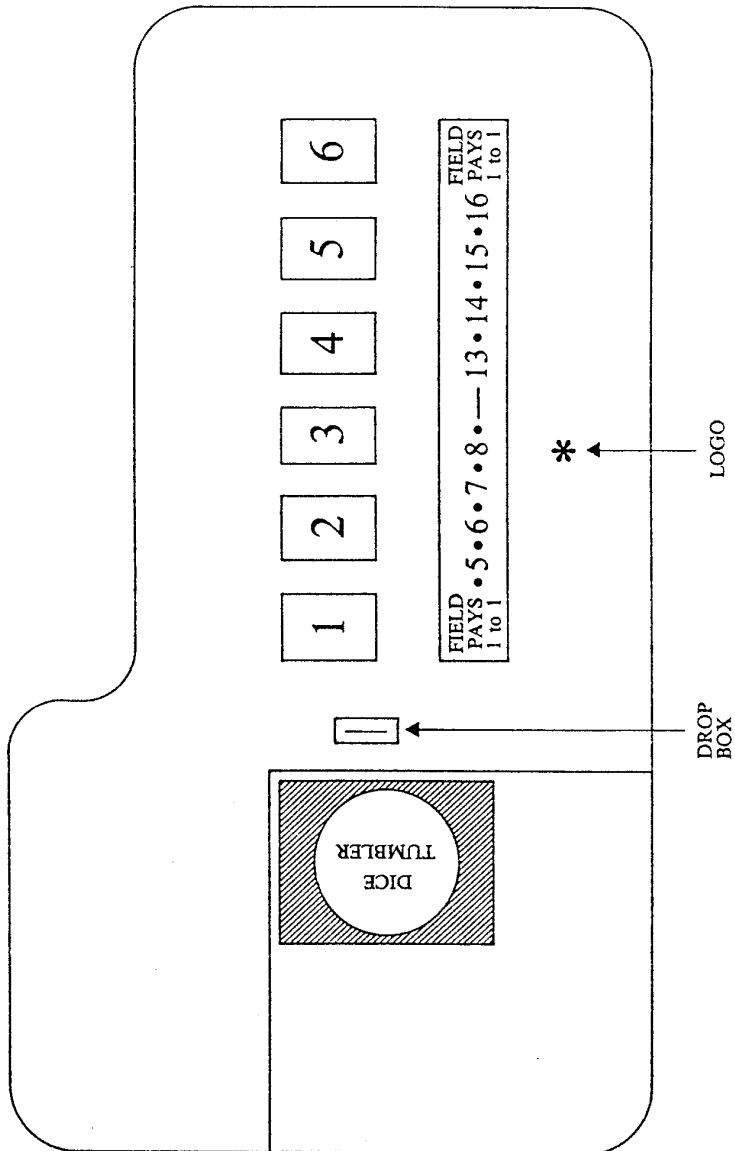 1 2 3 4 5 6
FIELD
PAYS
1 to 1
•5•6•7•8•—13•14•15•16
FIELD
PAYS
1 to 1
*
DICE
TUMBLER
DROP
BOX
LOGO